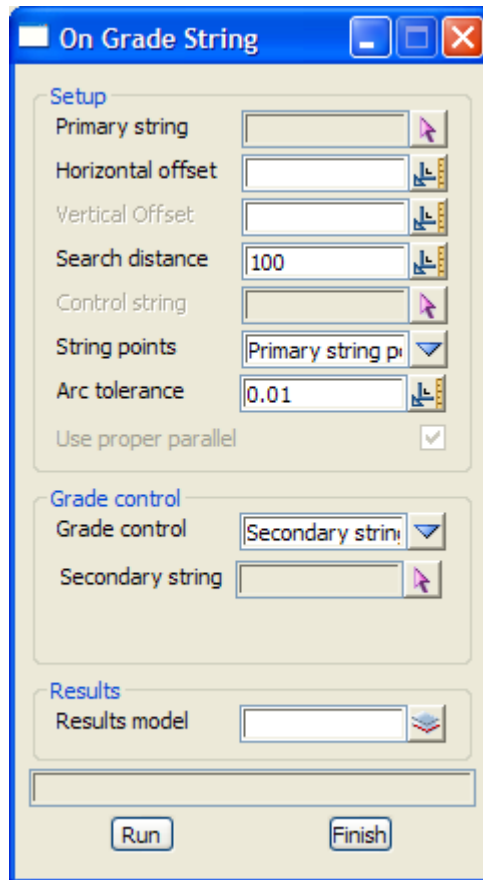 On Grade String
Setup
Primary string
Horizontal offset
Vertical Offset
Search distance 100
Control string
String points Primary string
Arc tolerance 0.01
Use proper parallel
Grade control
Grade control Secondary
Secondary string
Results
Results model
Run Finish